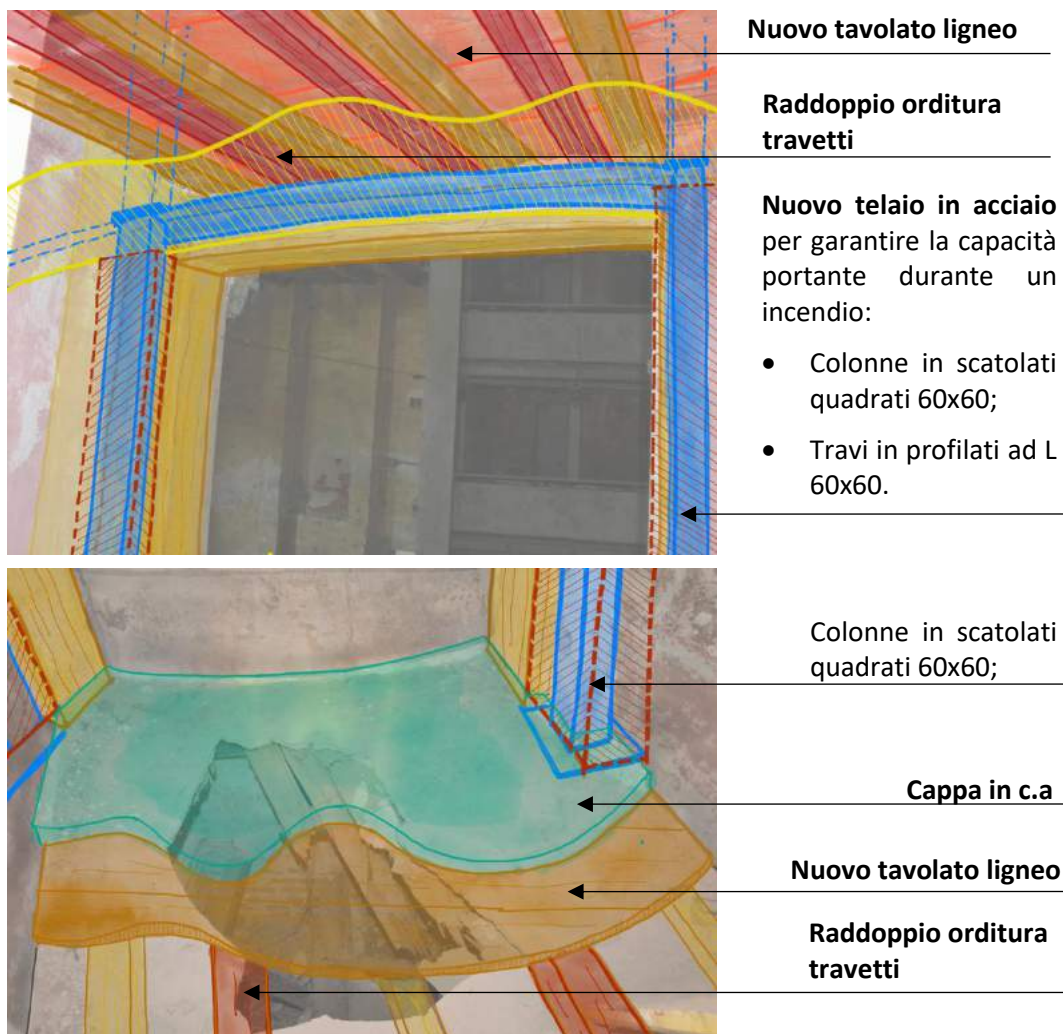 Nuovo tavolato ligneo
Raddoppio orditura
travetti
Nuovo telaio in acciaio
per garantire la capacità
portante durante un
incendio:
• Colonne in scatolati
quadrati 60x60;
• Travi in profilati ad L
60x60.
Colonne in scatolati
quadrati 60x60;
Cappa in c.a
Nuovo tavolato ligneo
Raddoppio orditura
travetti